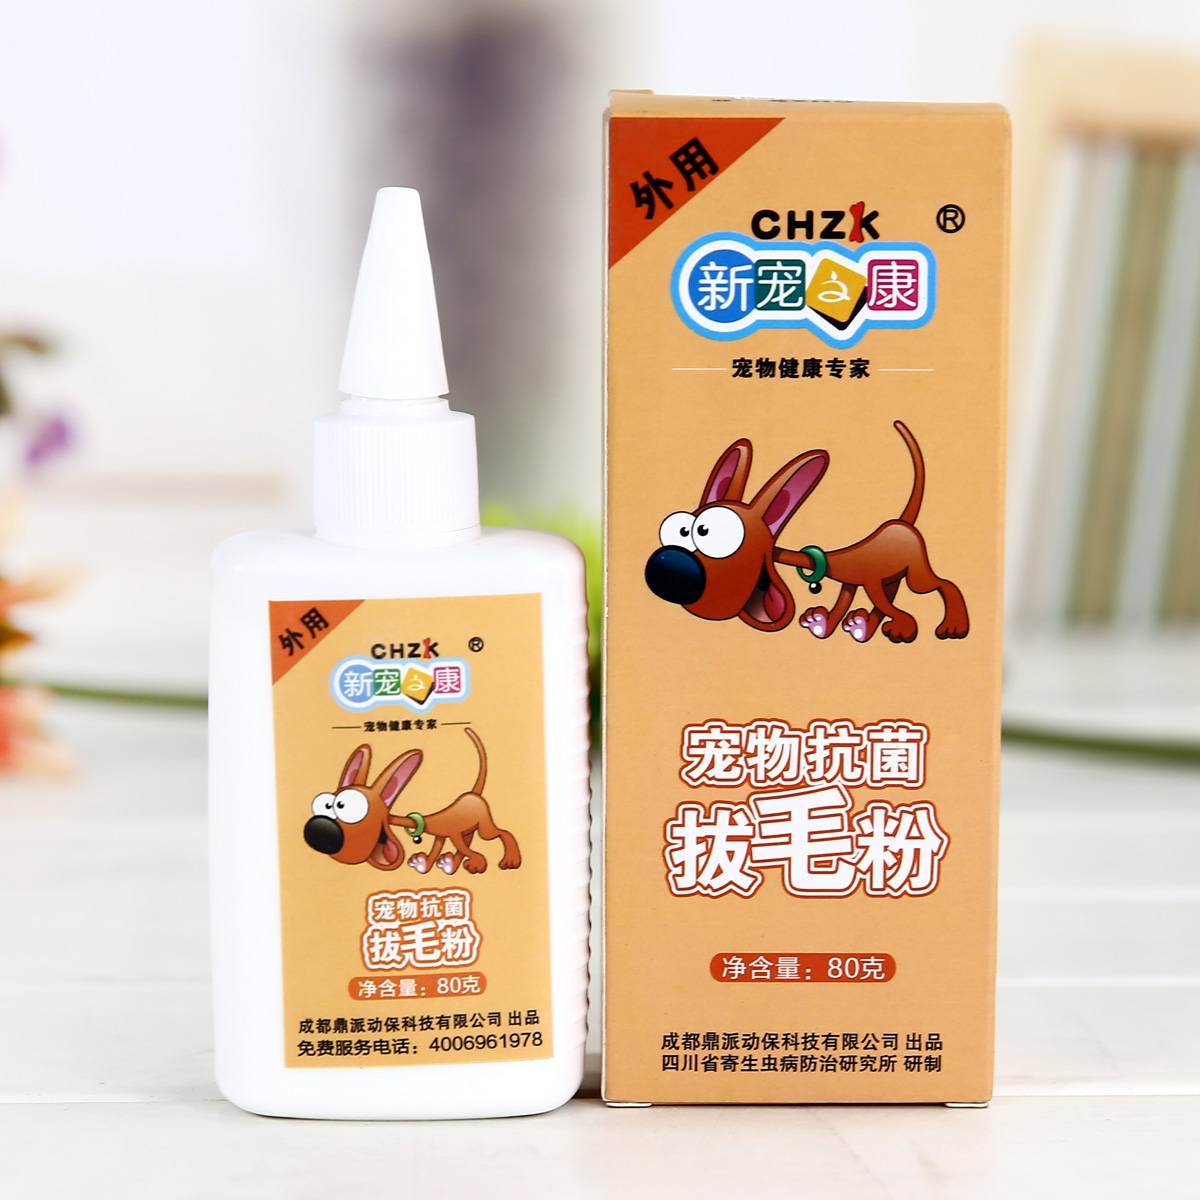 外用
CHZK ®
新宠之康
宠物健康专家
宠物抗菌
拔毛粉
净含量：80克
成都鼎派动保科技有限公司 出品
免费服务电话：4006961978
外用
CHZK ®
新宠之康
宠物健康专家
宠物抗菌
拔毛粉
净含量：80克
成都鼎派动保科技有限公司 出品
四川省寄生虫病防治研究所 研制